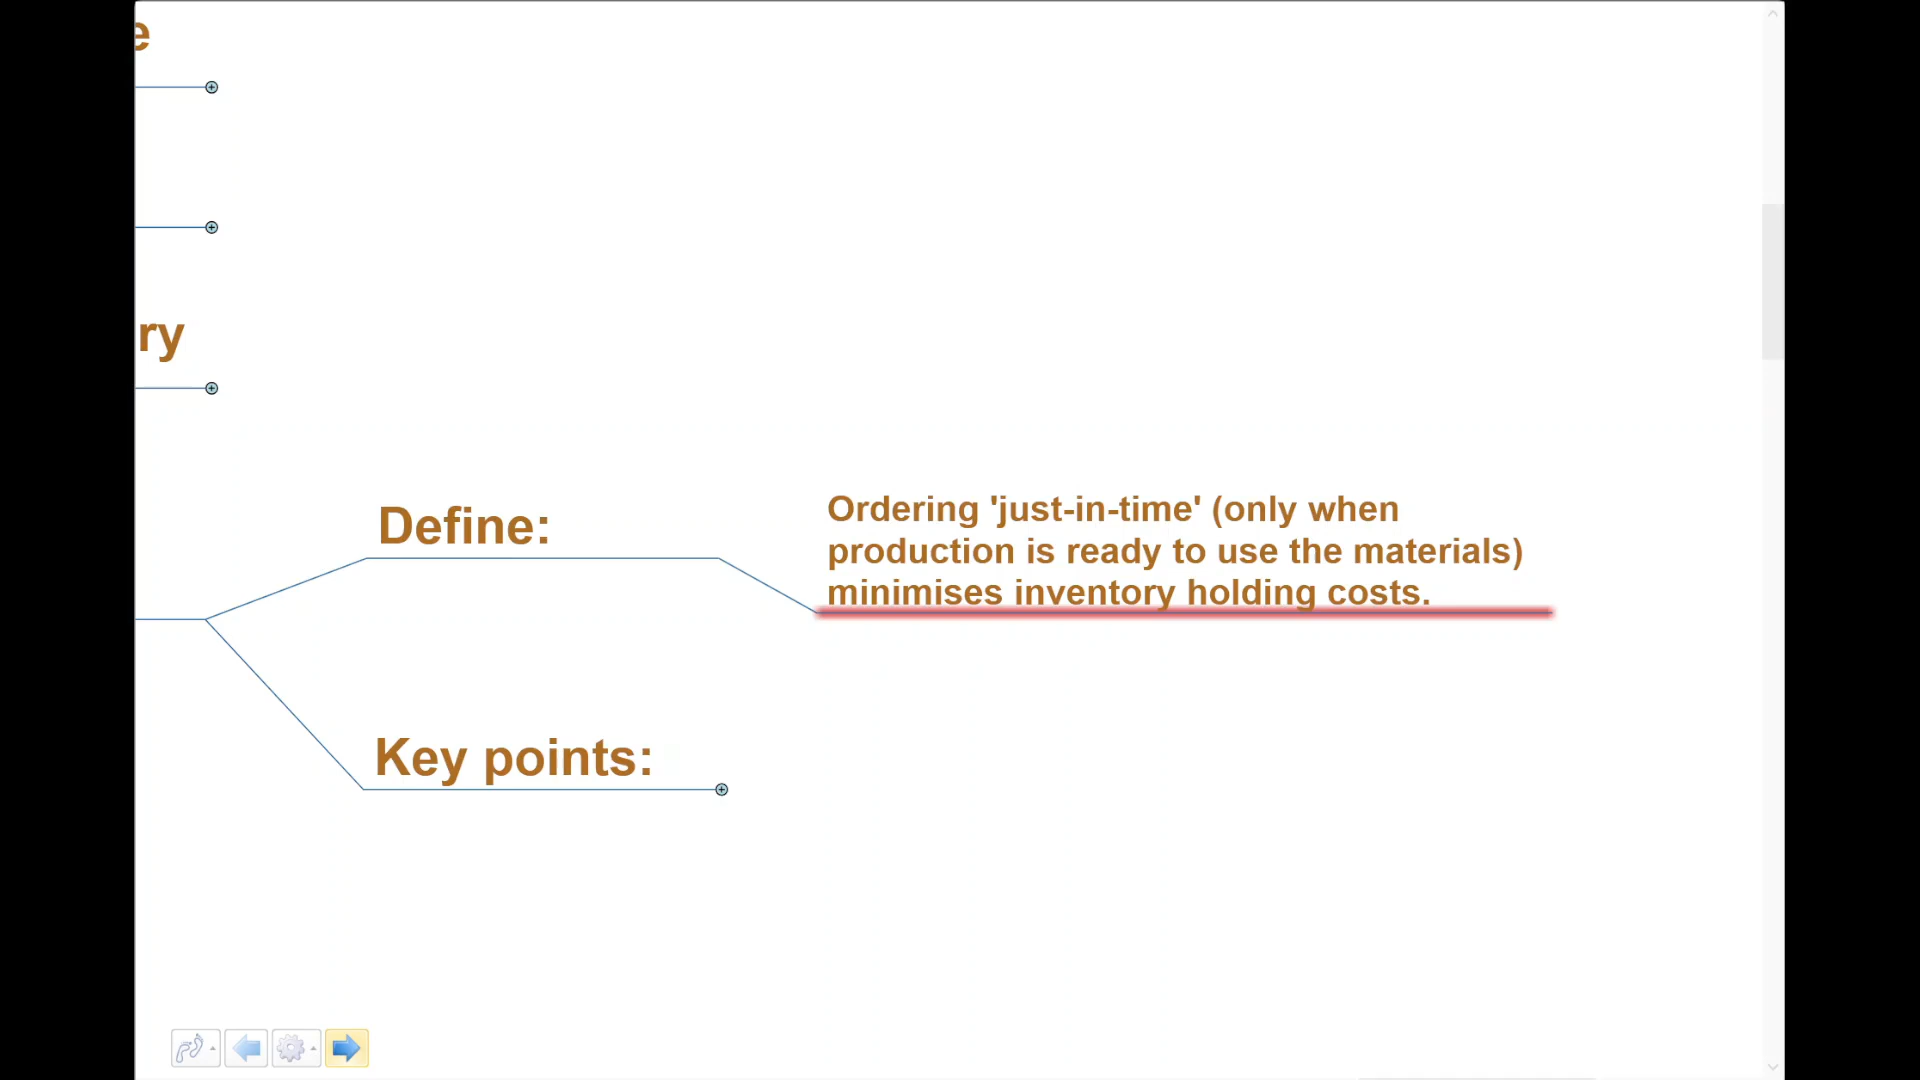 ry
Define:
Ordering 'just-in-time' (only when
production is ready to use the materials)
minimises inventory holding costs.
Key points: